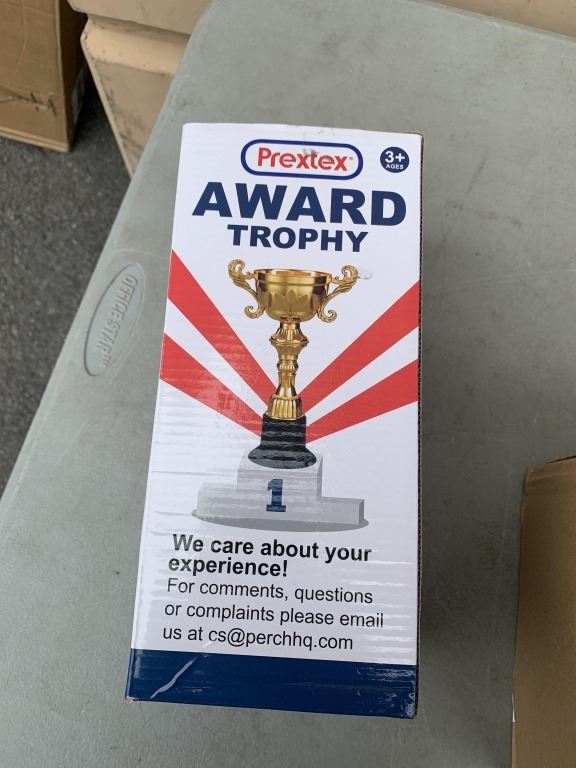 Prextex®
3+
AGES
AWARD
TROPHY
OFFICE STAR
1
We care about your
experience!
For comments, questions
or complaints please email
us at cs@perchhq.com